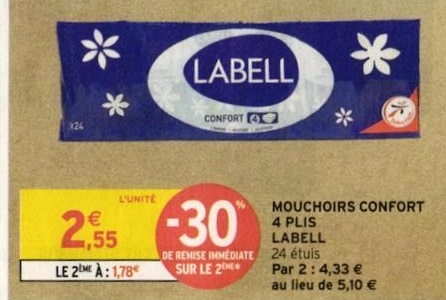 LABELL
CONFORT 4
x24
L'UNITÉ
2€,55
LE 2ÈME À : 1,78€
-30%
DE REMISE IMMÉDIATE
SUR LE 2ÈME
MOUCHOIRS CONFORT
4 PLIS
LABELL
24 étuis
Par 2 : 4,33 €
au lieu de 5,10 €